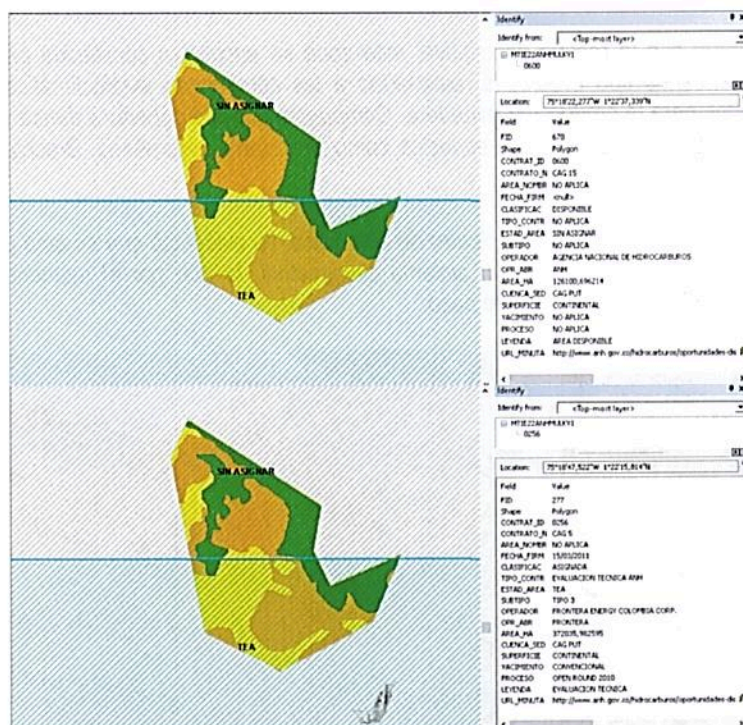 SIN ASIGNAR
TEA
Identify
Identify from: <Top-most layer>
0600
Location: 75°18'22,277"W 1°22'37,339"N
Field Value
FID 678
Shape Polygon
CONTRAT_ID 0600
CONTRATO_N CAG 15
AREA_NOMBR NO APLICA
FECHA_FIRM <null>
CLASIFICAC DISPONIBLE
TIPO_CONTR NO APLICA
ESTAD_AREA SIN ASIGNAR
SUBTIPO NO APLICA
OPERADOR AGENCIA NACIONAL DE HIDROCARBUROS
OPR_ABR ANH
AREA_HA 126100,696214
CUENCA_SED CAG PUT
SUPERFICIE CONTINENTAL
YACIMIENTO NO APLICA
PROCESO NO APLICA
LEYENDA AREA DISPONIBLE
URL_MINUTA http://www.anh.gov.co/hidrocarburos/oportunidades-dis
SIN ASIGNAR
TEA
Identify
Identify from: <Top-most layer>
0256
Location: 75°18'47,522"W 1°22'15,814"N
Field Value
FID 277
Shape Polygon
CONTRAT_ID 0256
CONTRATO_N CAG 5
AREA_NOMBR NO APLICA
FECHA_FIRM 15/03/2011
CLASIFICAC ASIGNADA
TIPO_CONTR EVALUACION TECNICA ANH
ESTAD_AREA TEA
SUBTIPO TIPO 3
OPERADOR FRONTERA ENERGY COLOMBIA CORP.
OPR_ABR FRONTERA
AREA_HA 372035,982595
CUENCA_SED CAG PUT
SUPERFICIE CONTINENTAL
YACIMIENTO CONVENCIONAL
PROCESO OPEN ROUND 2010
LEYENDA EVALUACION TECNICA
URL_MINUTA http://www.anh.gov.co/hidrocarburos/oportunidades-dis